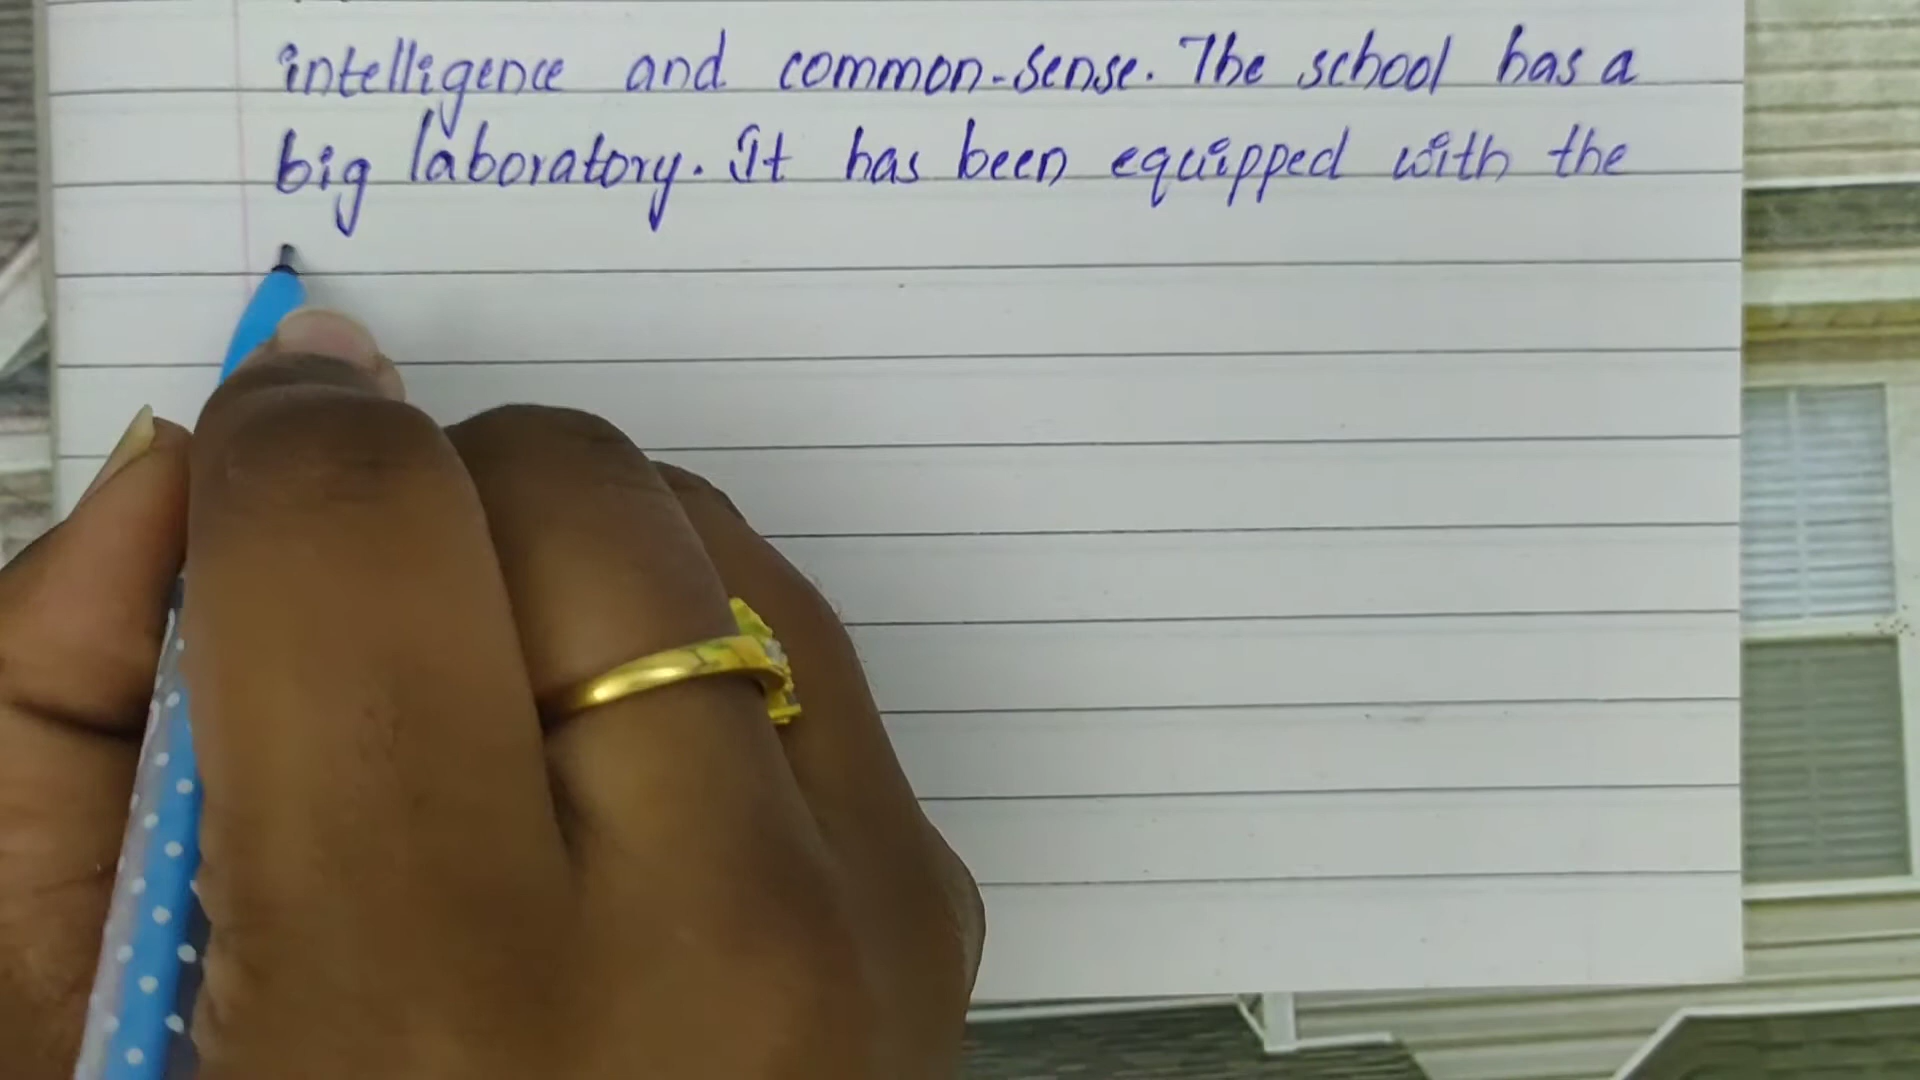 intelligence and common-sense. The school has a
big laboratory. It has been equipped with the